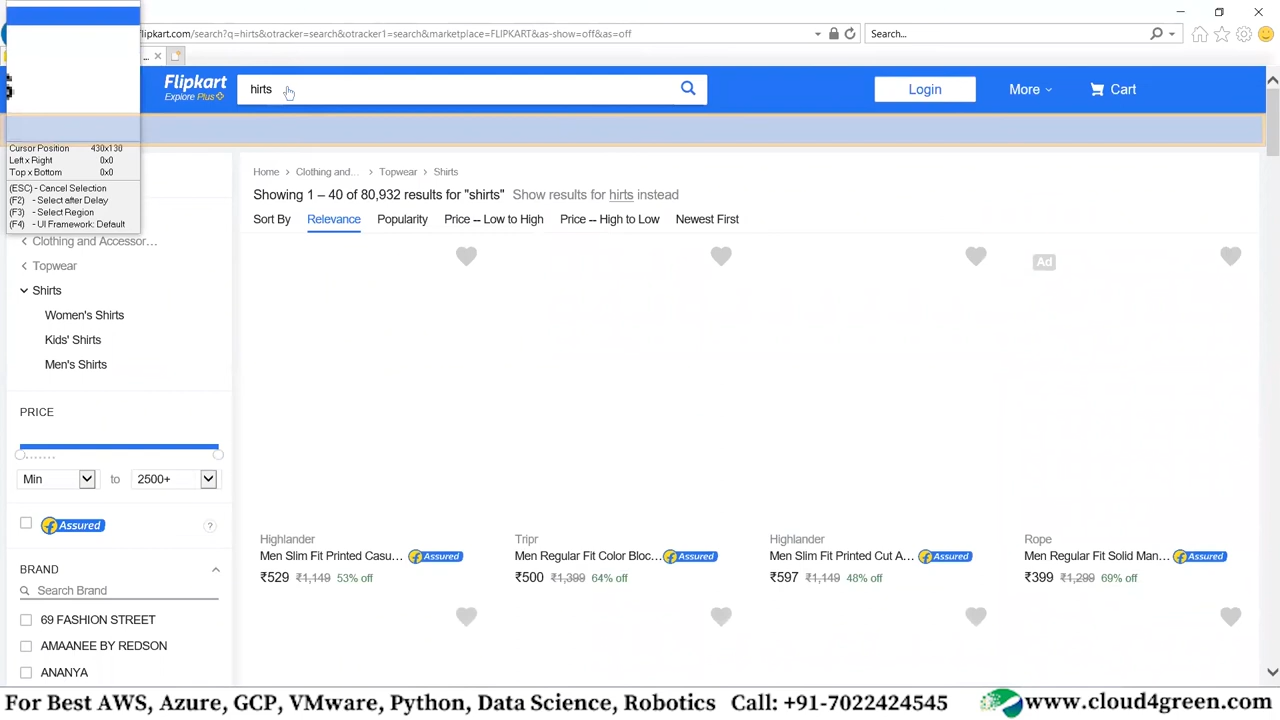 flipkart.com/search?q=hirts&otracker=search&otracker1=search&marketplace=FLIPKART&as-show=off&as=off
Search...
...
Flipkart
Explore Plus
hirts
Login
More
Cart
Cursor Position 430x130
Left x Right 0x0
Top x Bottom 0x0
(ESC) - Cancel Selection
(F2) - Select after Delay
(F3) - Select Region
(F4) - UI Framework: Default
Home > Clothing and... > Topwear > Shirts
Showing 1 – 40 of 80,932 results for "shirts" Show results for hirts instead
Sort By Relevance Popularity Price -- Low to High Price -- High to Low Newest First
Clothing and Accessor...
Topwear
Shirts
Women's Shirts
Kids' Shirts
Men's Shirts
PRICE
Min to 2500+
Assured ?
BRAND
Search Brand
69 FASHION STREET
AMAANEE BY REDSON
ANANYA
Ad
Highlander
Men Slim Fit Printed Casu... Assured
₹529 ₹1,149 53% off
Tripr
Men Regular Fit Color Bloc... Assured
₹500 ₹1,399 64% off
Highlander
Men Slim Fit Printed Cut A... Assured
₹597 ₹1,149 48% off
Rope
Men Regular Fit Solid Man... Assured
₹399 ₹1,299 69% off
For Best AWS, Azure, GCP, VMware, Python, Data Science, Robotics Call: +91-7022424545 www.cloud4green.com